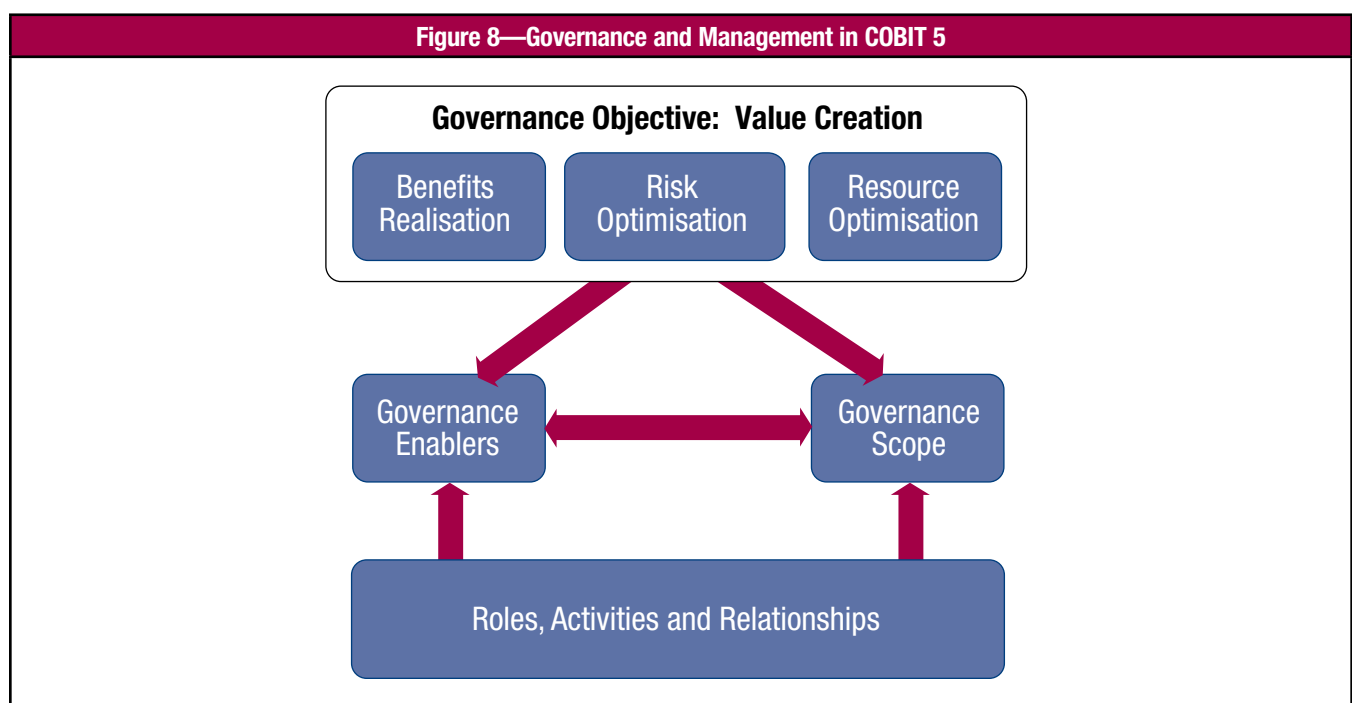 Figure 8—Governance and Management in COBIT 5
Governance Objective: Value Creation
Benefits
Realisation
Risk
Optimisation
Resource
Optimisation
Governance
Enablers
Governance
Scope
Roles, Activities and Relationships